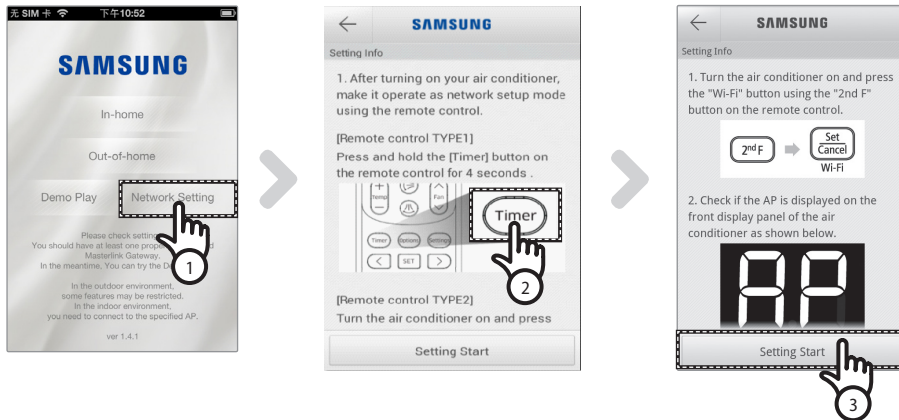 无 SIM 卡 下午10:52
SAMSUNG
In-home
Out-of-home
Demo Play Network Setting
Please check setting
You should have at least one
Masterlink Gateway.
In the meantime, You can try the
In the outdoor environment,
some features may be restricted.
In the indoor environment,
you need to connect to the specified AP.
ver 1.4.1
1
SAMSUNG
Setting Info
1. After turning on your air conditioner,
make it operate as network setup mode
using the remote control.
[Remote control TYPE1]
Press and hold the [Timer] button on
the remote control for 4 seconds .
Temp Fan
Timer Options Settings
SET
Timer
2
[Remote control TYPE2]
Turn the air conditioner on and press
Setting Start
SAMSUNG
Setting Info
1. Turn the air conditioner on and press
the "Wi-Fi" button using the "2nd F"
button on the remote control.
2nd F
Set
Cancel
Wi-Fi
2. Check if the AP is displayed on the
front display panel of the air
conditioner as shown below.
AP
Setting Start
3